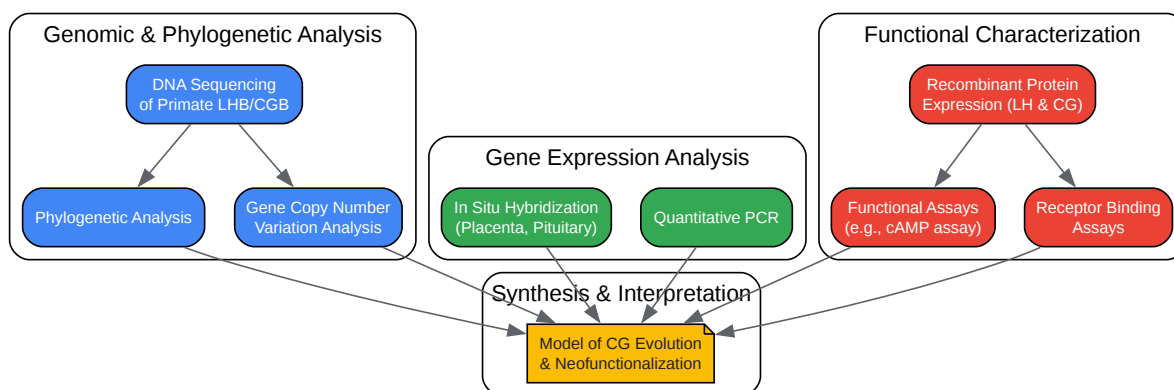 Genomic & Phylogenetic Analysis
DNA Sequencing
of Primate LHB/CGB
Phylogenetic Analysis
Gene Copy Number
Variation Analysis
Gene Expression Analysis
In Situ Hybridization
(Placenta, Pituitary)
Quantitative PCR
Functional Characterization
Recombinant Protein
Expression (LH & CG)
Functional Assays
(e.g., cAMP assay)
Receptor Binding
Assays
Synthesis & Interpretation
Model of CG Evolution
& Neofunctionalization